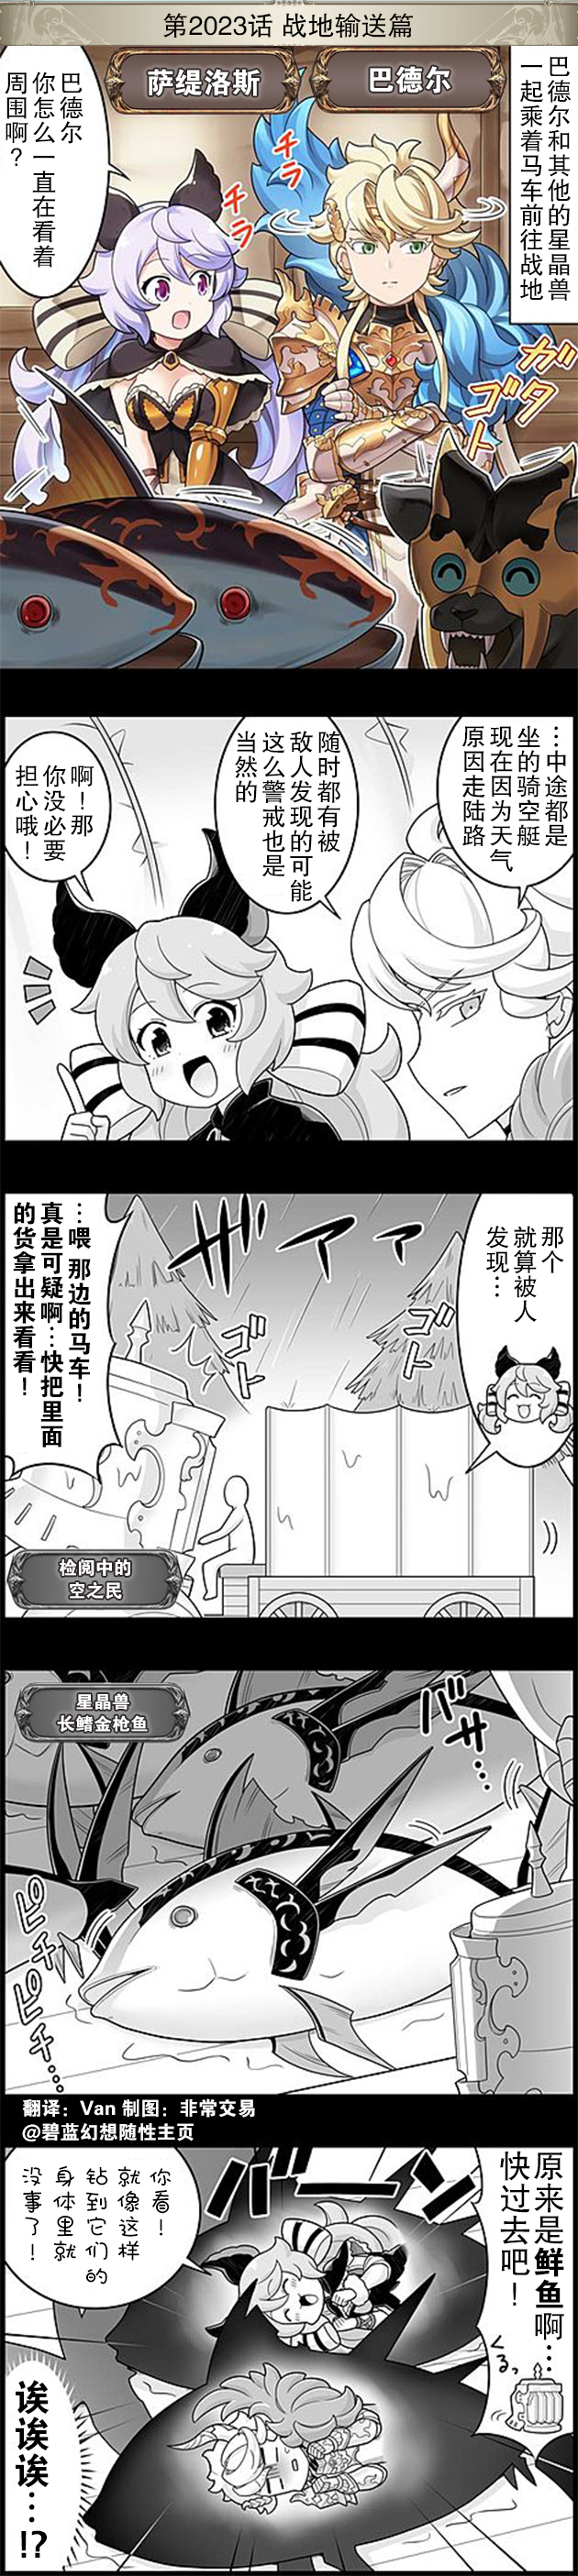 第2023话 战地输送篇
巴德尔和其他的星晶兽
一起乘着马车前往战地
巴德尔
萨缇洛斯
巴德尔
你怎么一直在看着
周围啊？
チラ
チラ
ガタ
ゴト
…中途都是
坐的骑空艇
现在因为天气
原因走陆路
随时都有被
敌人发现的可能
这么警戒也是
当然的
啊！那
你没必要
担心哦！
那个
就算被人
发现…
ザアア
ゴト
ゴト
…喂 那边的马车！
真是可疑啊…快把里面
的货拿出来看看！
检阅中的
空之民
星晶兽
长鳍金枪鱼
バサッ…
ピチ
ピチ…
翻译：Van 制图：非常交易
@碧蓝幻想随性主页
原来是鲜鱼啊…
快过去吧！
くるっ
你看！
就像这样
钻到它们的
身体里就
没事了！
诶诶诶…!?